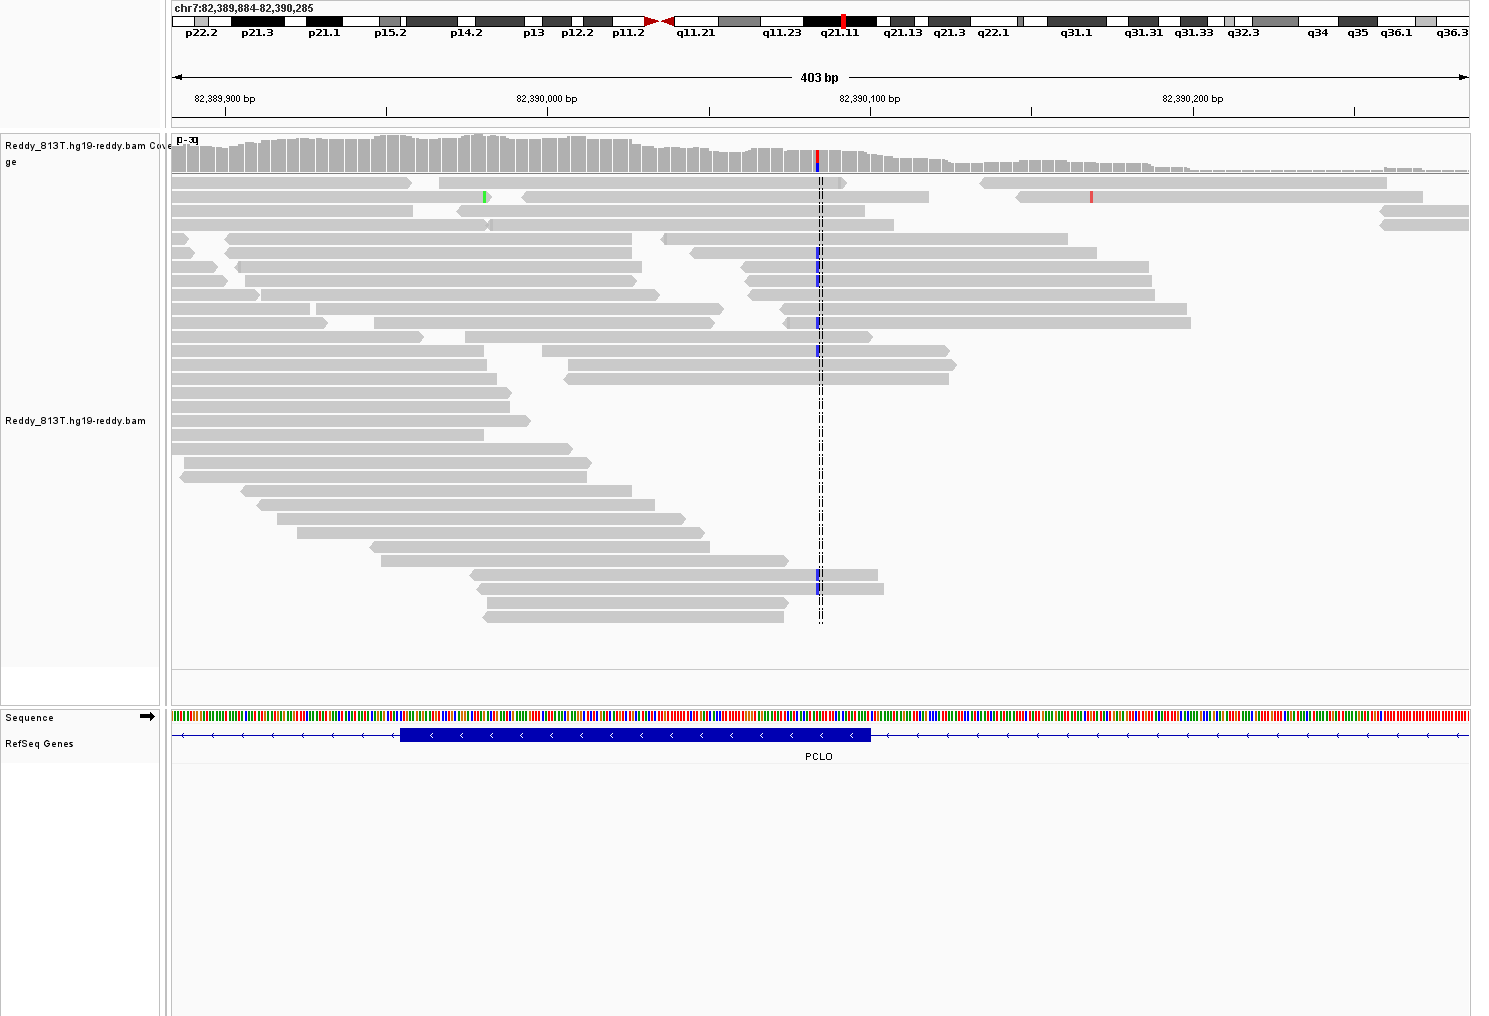 chr7:82,389,884-82,390,285
p22.2 p21.3 p21.1 p15.2 p14.2 p13 p12.2 p11.2 q11.21 q11.23 q21.11 q21.13 q21.3 q22.1 q31.1 q31.31 q31.33 q32.3 q34 q35 q36.1 q36.3
403 bp
82,389,900 bp 82,390,000 bp 82,390,100 bp 82,390,200 bp
Reddy_813T.hg19-reddy.bam Cove
ge
Reddy_813T.hg19-reddy.bam
Sequence
RefSeq Genes
PCLO